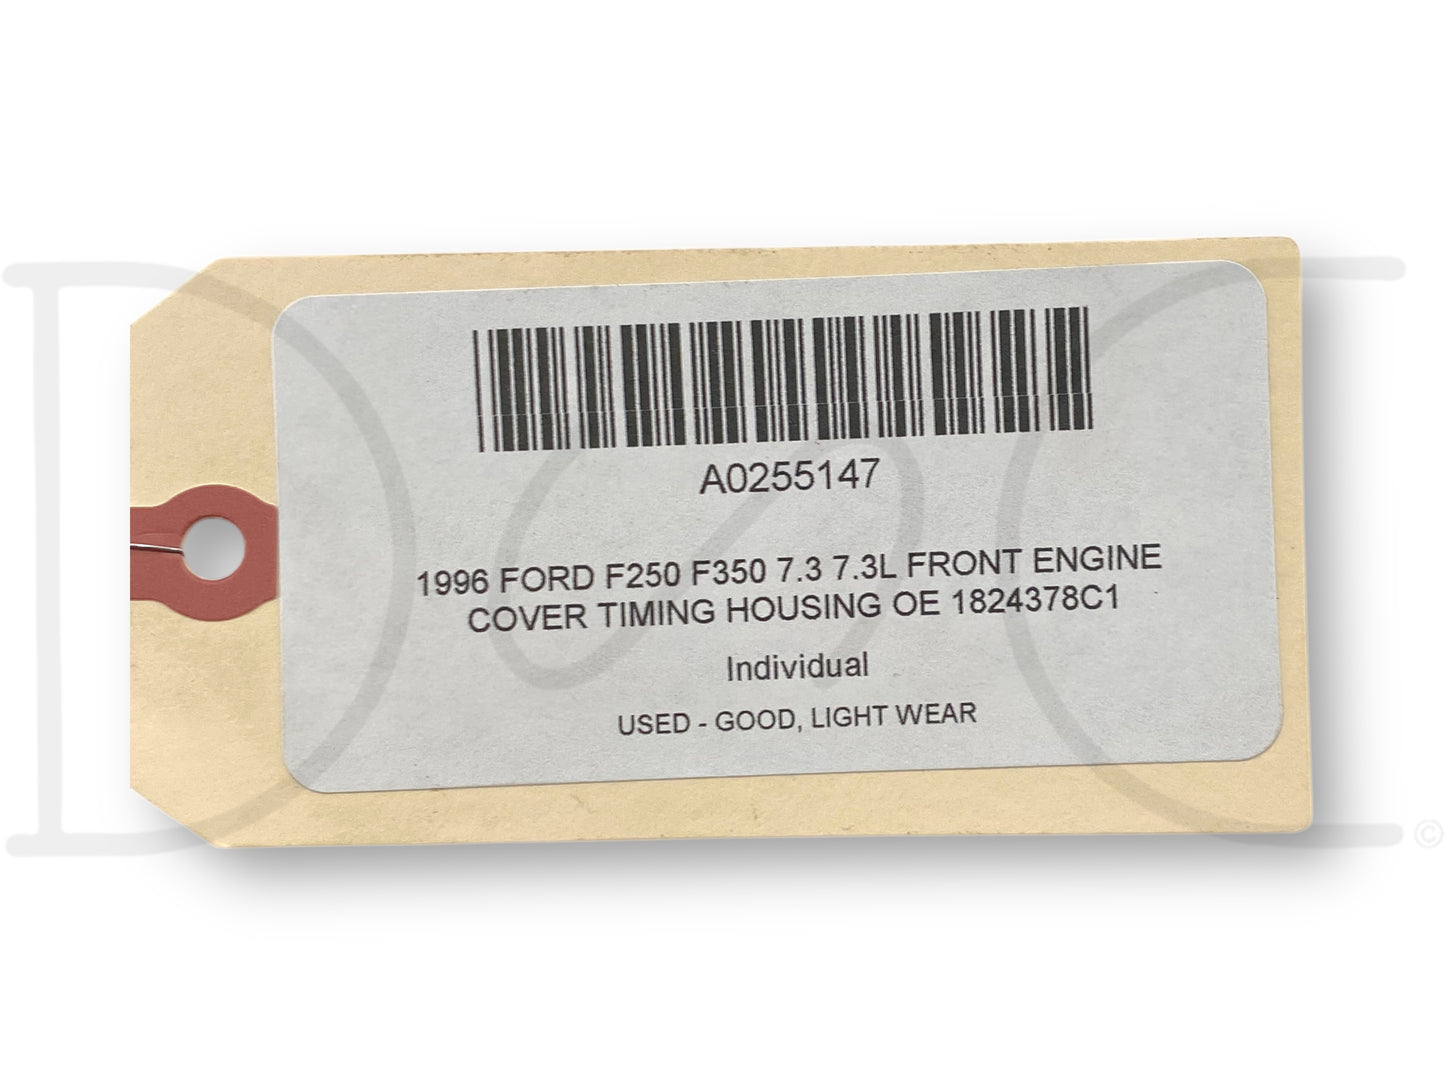 A0255147
1996 FORD F250 F350 7.3 7.3L FRONT ENGINE
COVER TIMING HOUSING OE 1824378C1
Individual
USED - GOOD, LIGHT WEAR
©